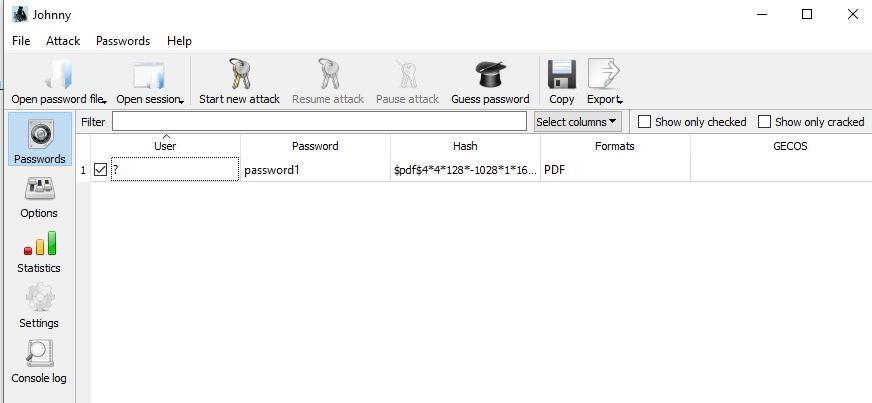 Johnny
File Attack Passwords Help
Open password file Open session Start new attack Resume attack Pause attack Guess password Copy Export
Filter Select columns Show only checked Show only cracked
User Password Hash Formats GECOS
1 ? password1 $pdf$4*4*128*-1028*1*16... PDF
Passwords
Options
Statistics
Settings
Console log